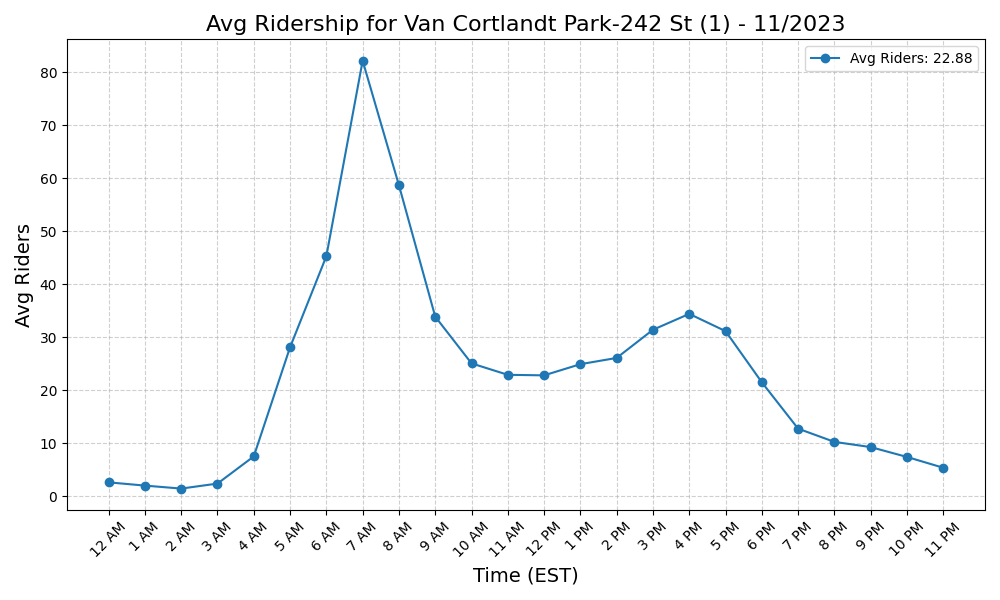 Avg Ridership for Van Cortlandt Park-242 St (1) - 11/2023
Avg Riders: 22.88
Avg Riders
80
70
60
50
40
30
20
10
0
12 AM
1 AM
2 AM
3 AM
4 AM
5 AM
6 AM
7 AM
8 AM
9 AM
10 AM
11 AM
12 PM
1 PM
2 PM
3 PM
4 PM
5 PM
6 PM
7 PM
8 PM
9 PM
10 PM
11 PM
Time (EST)